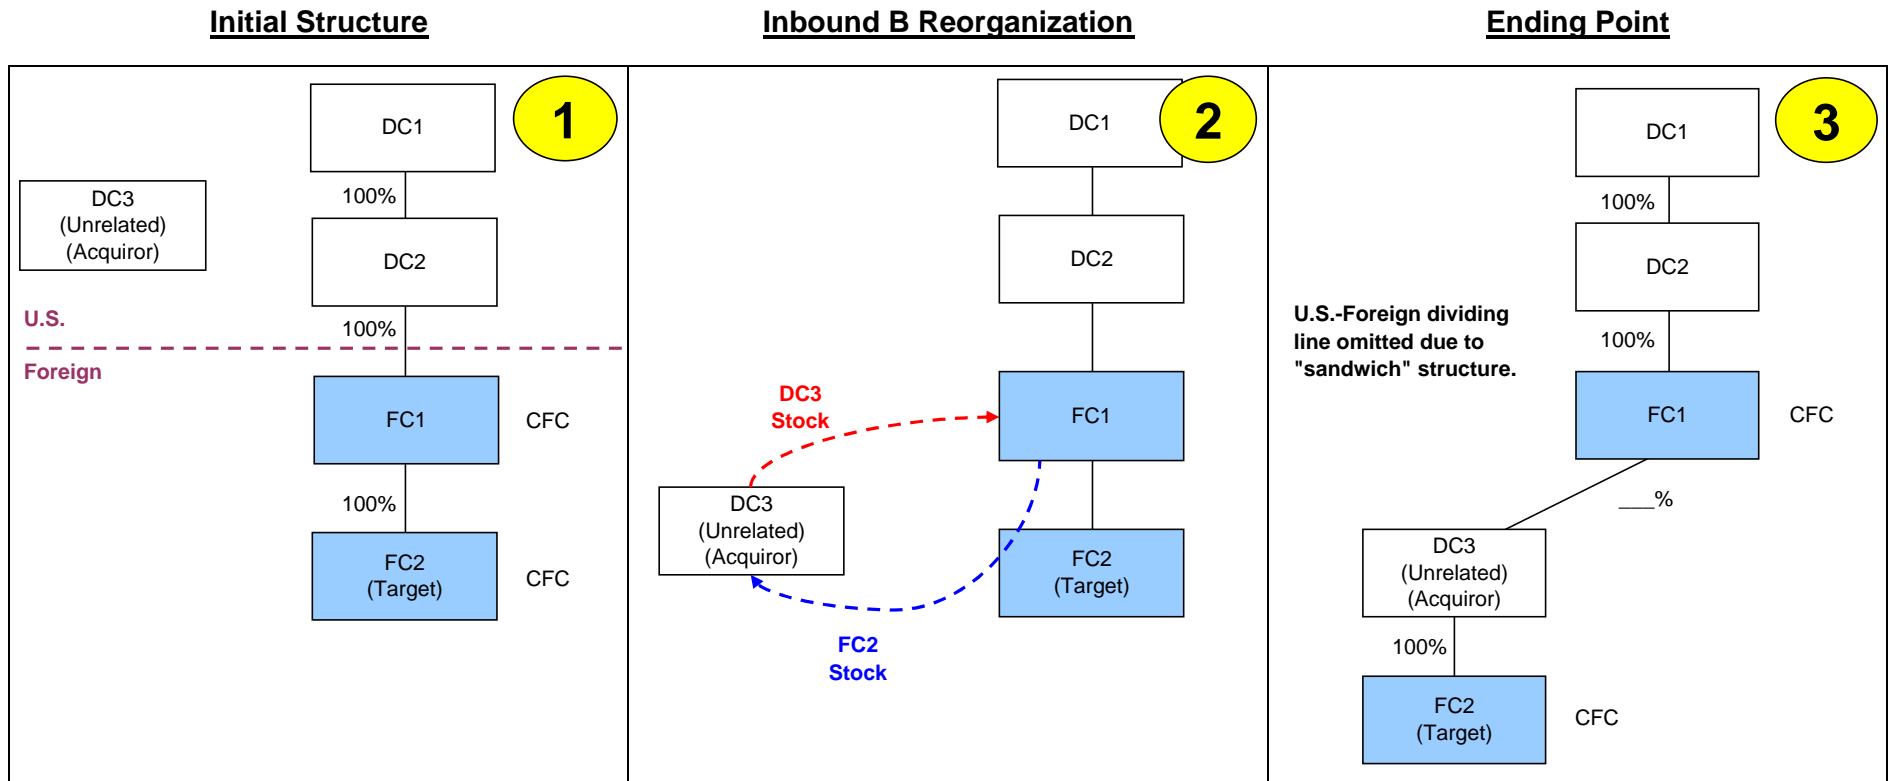 Initial Structure
Inbound B Reorganization
Ending Point
DC1
1
DC3
(Unrelated)
(Acquiror)
100%
DC2
U.S.
100%
Foreign
FC1
CFC
100%
FC2
(Target)
CFC
DC1
2
DC2
DC3
Stock
FC1
DC3
(Unrelated)
(Acquiror)
FC2
(Target)
FC2
Stock
DC1
3
100%
DC2
U.S.-Foreign dividing
line omitted due to
"sandwich" structure.
100%
FC1
CFC
___%
DC3
(Unrelated)
(Acquiror)
100%
FC2
(Target)
CFC